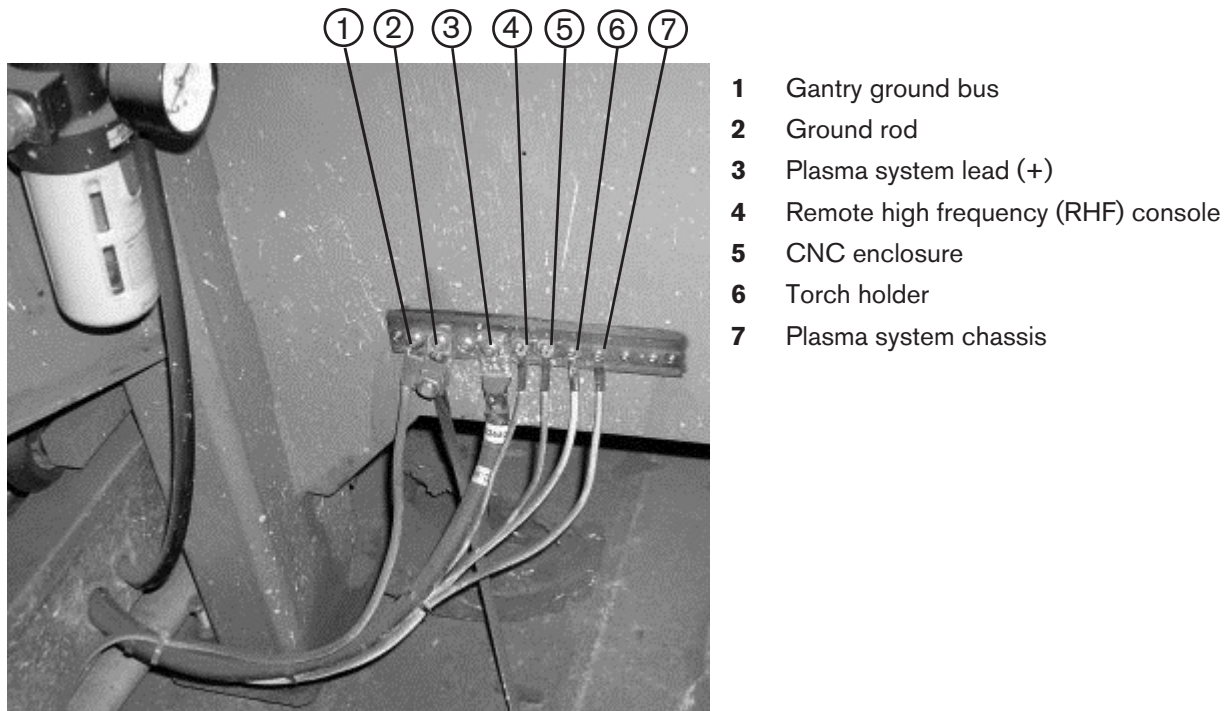 1 2 3 4 5 6 7
1 Gantry ground bus
2 Ground rod
3 Plasma system lead (+)
4 Remote high frequency (RHF) console
5 CNC enclosure
6 Torch holder
7 Plasma system chassis